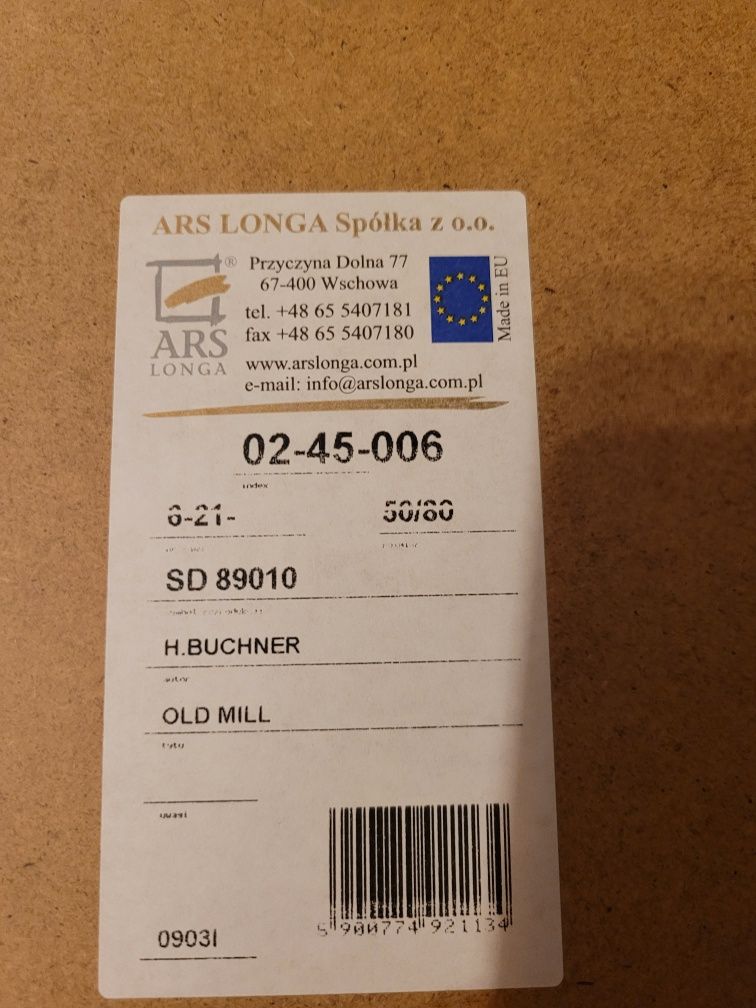 ARS LONGA Spółka z o.o.
®
Przyczyna Dolna 77
67-400 Wschowa
tel. +48 65 5407181
fax +48 65 5407180
ARS
LONGA
www.arslonga.com.pl
e-mail: info@arslonga.com.pl
Made in EU
02-45-006
index
6-21- 50/80
SD 89010
H.BUCHNER
autor
OLD MILL
tytuł
uwagi
0903I
5 900774 921134